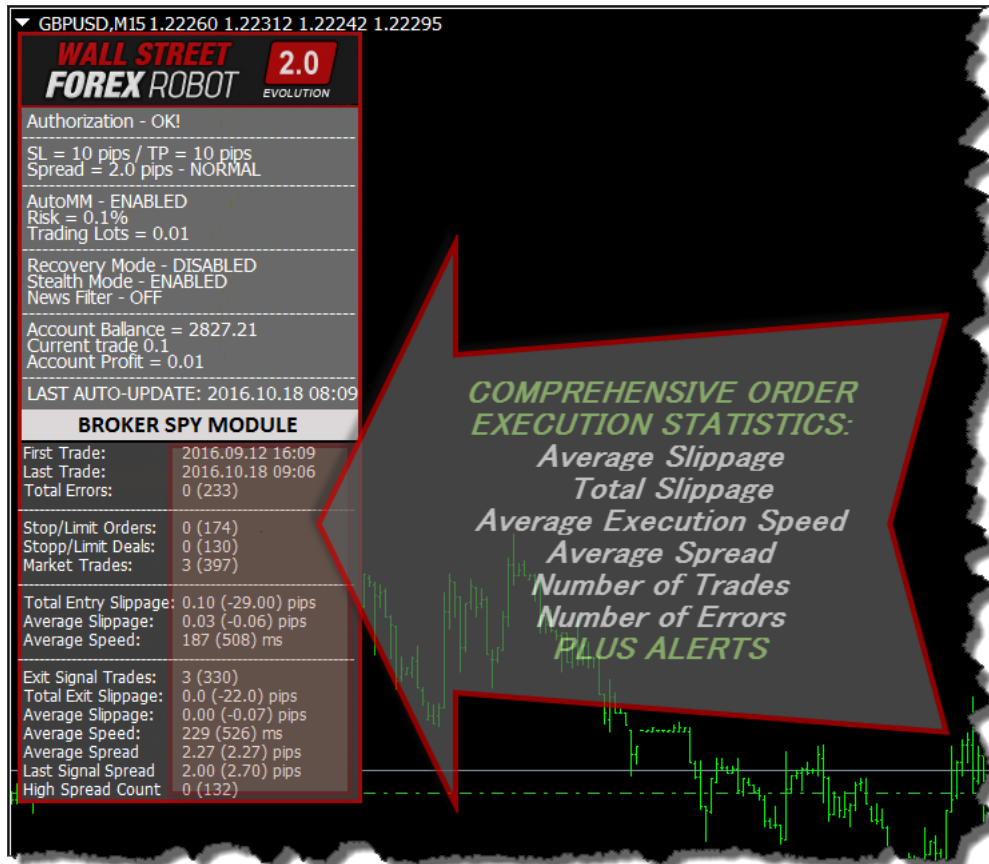 GBPUSD,M15 1.22260 1.22312 1.22242 1.22295
WALL STREET
FOREX ROBOT
2.0
EVOLUTION
Authorization - OK!
SL = 10 pips / TP = 10 pips
Spread = 2.0 pips - NORMAL
AutoMM - ENABLED
Risk = 0.1%
Trading Lots = 0.01
Recovery Mode - DISABLED
Stealth Mode - ENABLED
News Filter - OFF
Account Ballance = 2827.21
Current trade 0.1
Account Profit = 0.01
LAST AUTO-UPDATE: 2016.10.18 08:09
BROKER SPY MODULE
First Trade: 2016.09.12 16:09
Last Trade: 2016.10.18 09:06
Total Errors: 0 (233)
Stop/Limit Orders: 0 (174)
Stopp/Limit Deals: 0 (130)
Market Trades: 3 (397)
Total Entry Slippage: 0.10 (-29.00) pips
Average Slippage: 0.03 (-0.06) pips
Average Speed: 187 (508) ms
Exit Signal Trades: 3 (330)
Total Exit Slippage: 0.0 (-22.0) pips
Average Slippage: 0.00 (-0.07) pips
Average Speed: 229 (526) ms
Average Spread 2.27 (2.27) pips
Last Signal Spread 2.00 (2.70) pips
High Spread Count 0 (132)
COMPREHENSIVE ORDER
EXECUTION STATISTICS:
Average Slippage
Total Slippage
Average Execution Speed
Average Spread
Number of Trades
Number of Errors
PLUS ALERTS